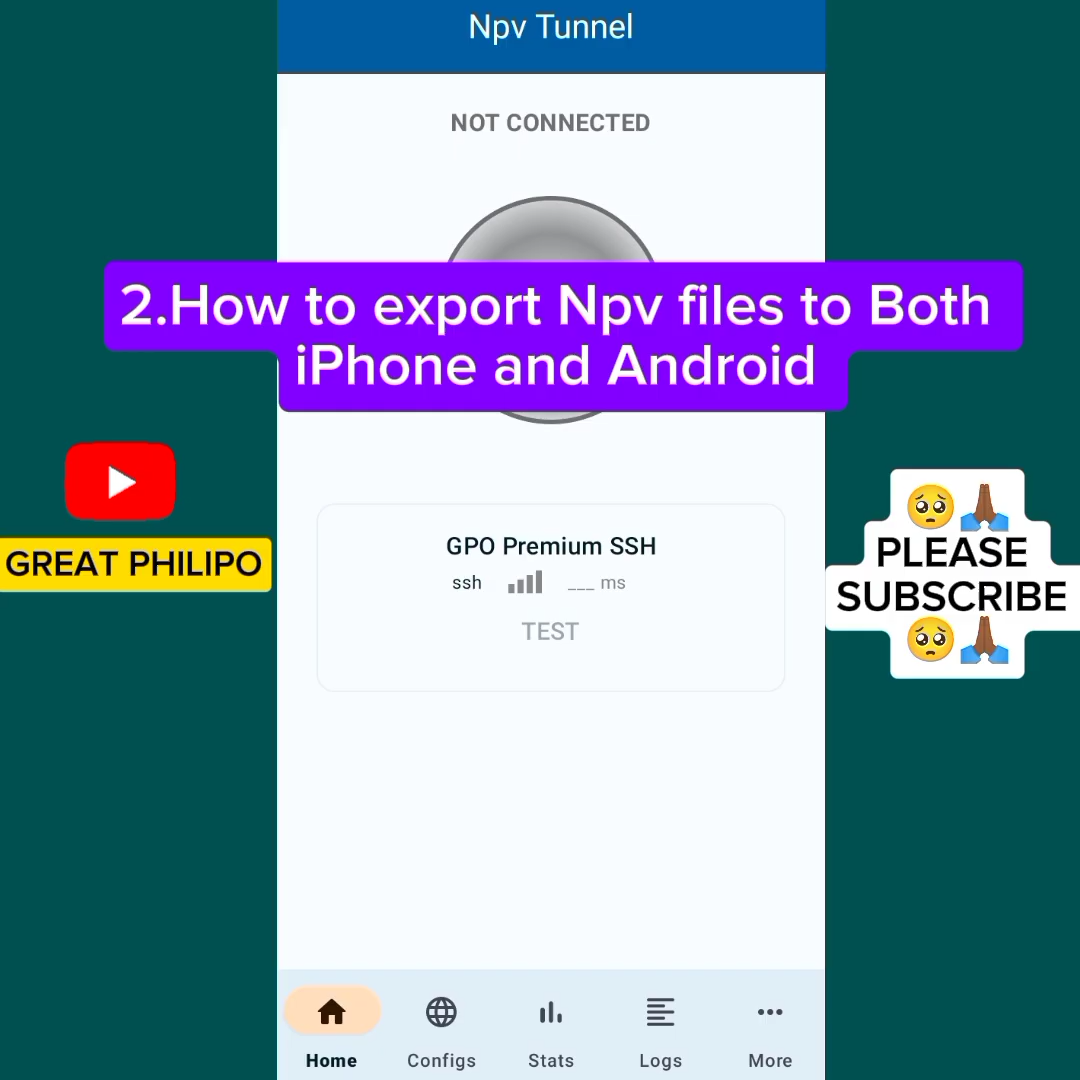 Npv Tunnel
NOT CONNECTED
2.How to export Npv files to Both
iPhone and Android
GREAT PHILIPO
PLEASE
SUBSCRIBE
GPO Premium SSH
ssh ___ ms
TEST
Home Configs Stats Logs More